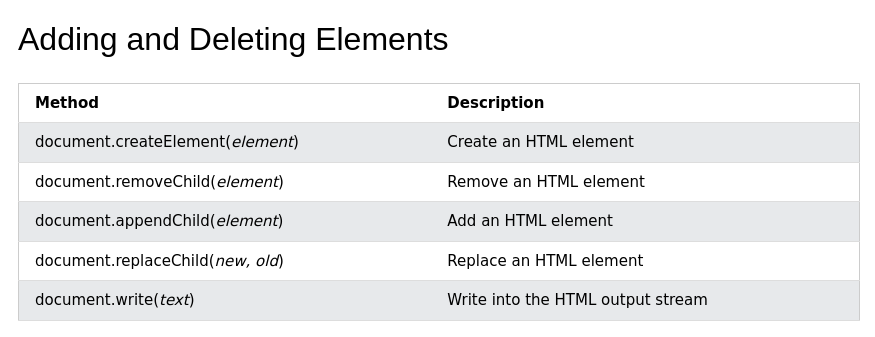 Adding and Deleting Elements
Method Description
document.createElement(element) Create an HTML element
document.removeChild(element) Remove an HTML element
document.appendChild(element) Add an HTML element
document.replaceChild(new, old) Replace an HTML element
document.write(text) Write into the HTML output stream